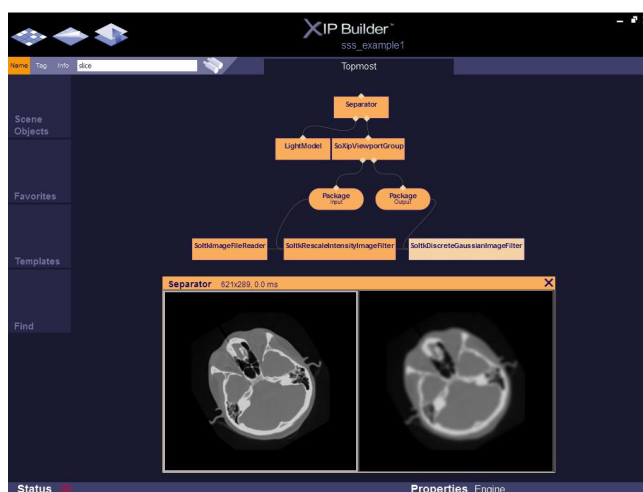 XIP Builder™
sss_example1
Name Tag Info slice
Topmost
Scene
Objects
Favorites
Templates
Find
Separator
LightModel
SoXipViewportGroup
Package
Input
Package
Output
SoItkImageFileReader
SoItkRescaleIntensityImageFilter
SoItkDiscreteGaussianImageFilter
Separator 621x289, 0.0 ms
Status
Properties Engine